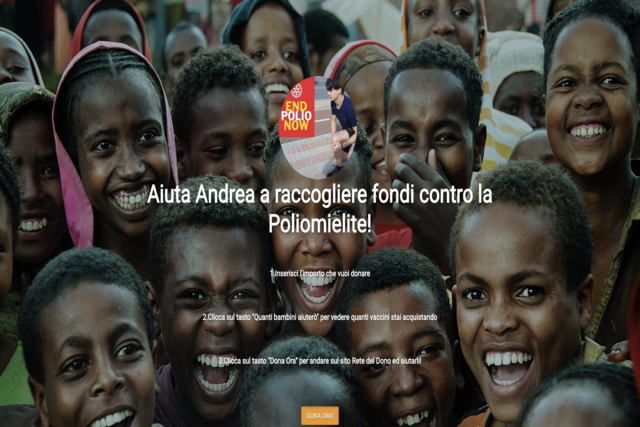 END
POLIO
NOW
Aiuta Andrea a raccogliere fondi contro la
Poliomielite!
1.Inserisci l'importo che vuoi donare
2.Clicca sul tasto "Quanti bambini aiuterò" per vedere quanti vaccini stai acquistando
3.Clicca sul tasto "Dona Ora" per andare sul sito Rete del Dono ed aiutarli!
DONA ORA!